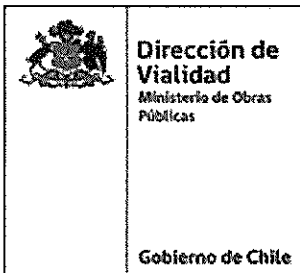 Dirección de
Vialidad
Ministerio de Obras
Públicas
Gobierno de Chile